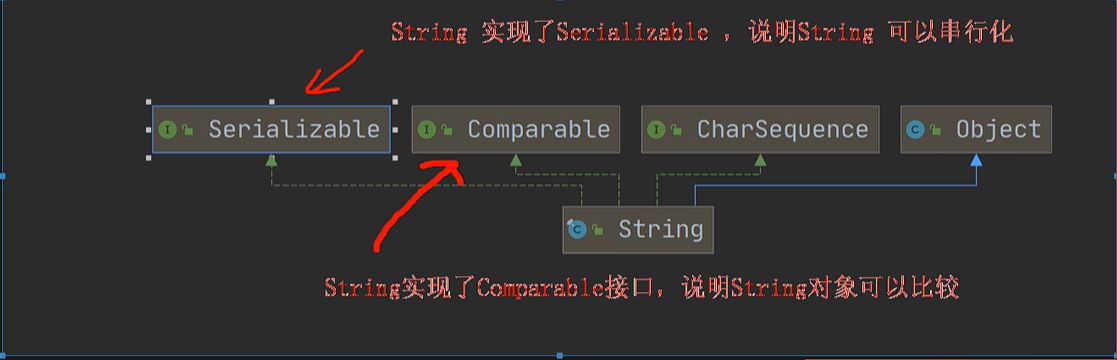 String 实现了Serializable ，说明String 可以串行化
Serializable
Comparable
CharSequence
Object
String
String实现了Comparable接口，说明String对象可以比较